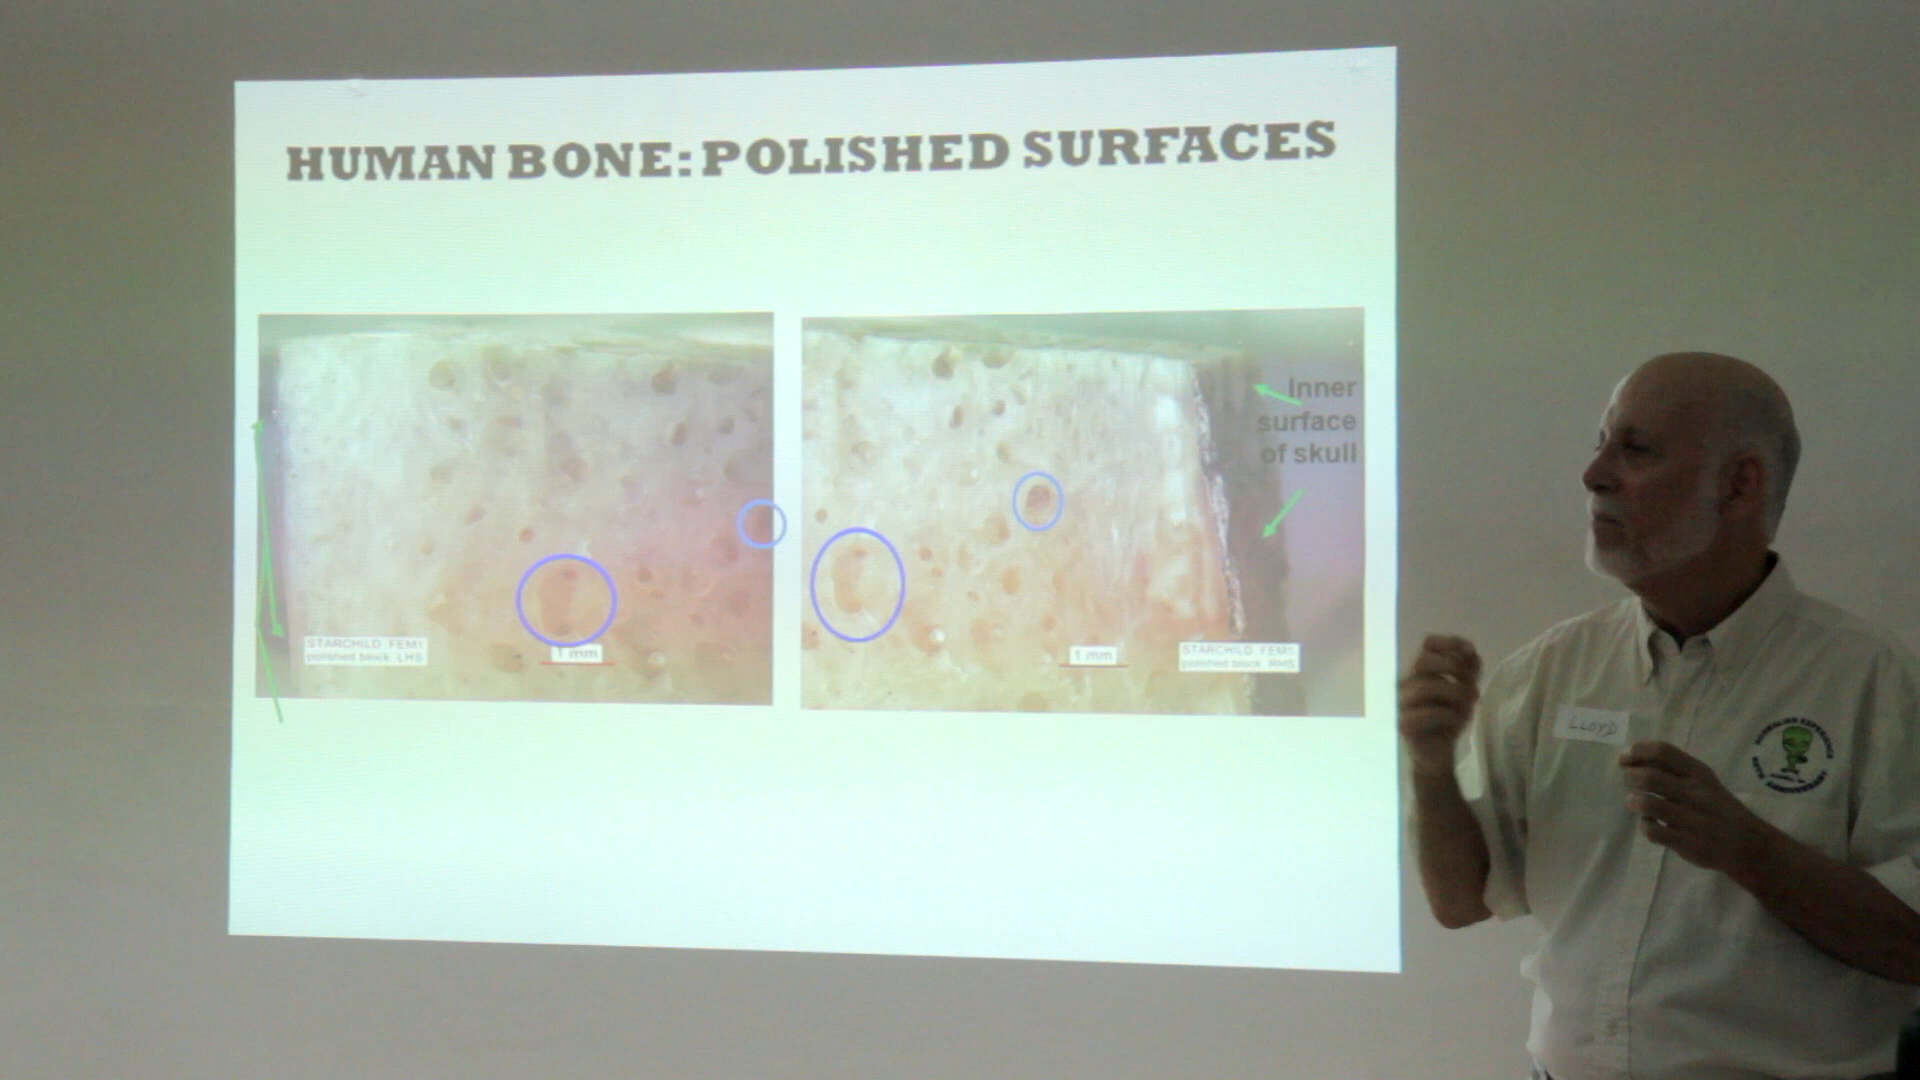 HUMAN BONE: POLISHED SURFACES
Inner
surface
of skull
STARCHILD FEM1
polished block LHS
1 mm
1 mm
STARCHILD FEM1
polished block RHS
LLOYD
ANNIVERSARY